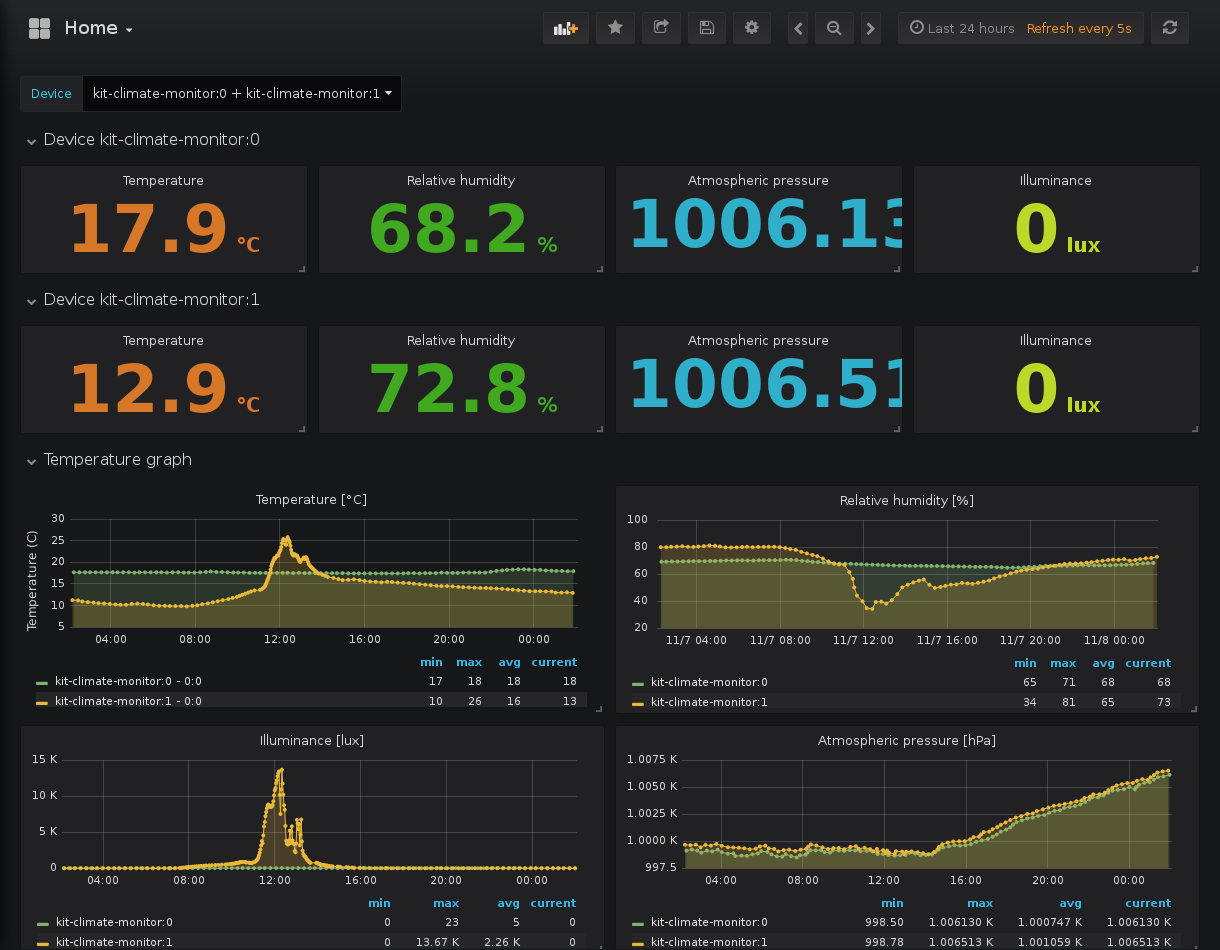 Home
Last 24 hours Refresh every 5s
Device kit-climate-monitor:0 + kit-climate-monitor:1
Device kit-climate-monitor:0
Temperature Relative humidity Atmospheric pressure Illuminance
17.9 °C 68.2 % 1006.13 0 lux
Device kit-climate-monitor:1
Temperature Relative humidity Atmospheric pressure Illuminance
12.9 °C 72.8 % 1006.51 0 lux
Temperature graph
Temperature [°C]
Temperature (C)
30
25
20
15
10
5
04:00 08:00 12:00 16:00 20:00 00:00
min max avg current
kit-climate-monitor:0 - 0:0 17 18 18 18
kit-climate-monitor:1 - 0:0 10 26 16 13
Relative humidity [%]
100
80
60
40
20
11/7 04:00 11/7 08:00 11/7 12:00 11/7 16:00 11/7 20:00 11/8 00:00
min max avg current
kit-climate-monitor:0 65 71 68 68
kit-climate-monitor:1 34 81 65 73
Illuminance [lux]
15 K
10 K
5 K
0
04:00 08:00 12:00 16:00 20:00 00:00
min max avg current
kit-climate-monitor:0 0 23 5 0
kit-climate-monitor:1 0 13.67 K 2.26 K 0
Atmospheric pressure [hPa]
1.0075 K
1.0050 K
1.0025 K
1.0000 K
997.5
04:00 08:00 12:00 16:00 20:00 00:00
min max avg current
kit-climate-monitor:0 998.50 1.006130 K 1.000747 K 1.006130 K
kit-climate-monitor:1 998.78 1.006513 K 1.001059 K 1.006513 K